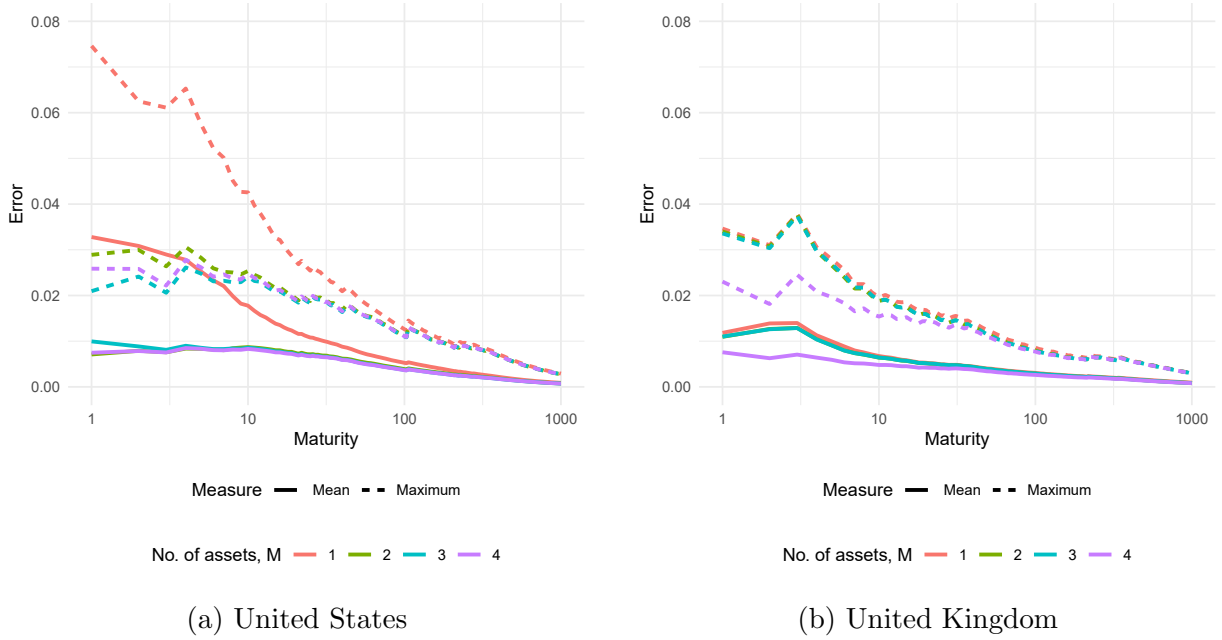 0.08
0.06
0.04
0.02
0.00
Error
1 10 100 1000
Maturity
Measure Mean Maximum
No. of assets, M 1 2 3 4
(a) United States
0.08
0.06
0.04
0.02
0.00
Error
1 10 100 1000
Maturity
Measure Mean Maximum
No. of assets, M 1 2 3 4
(b) United Kingdom